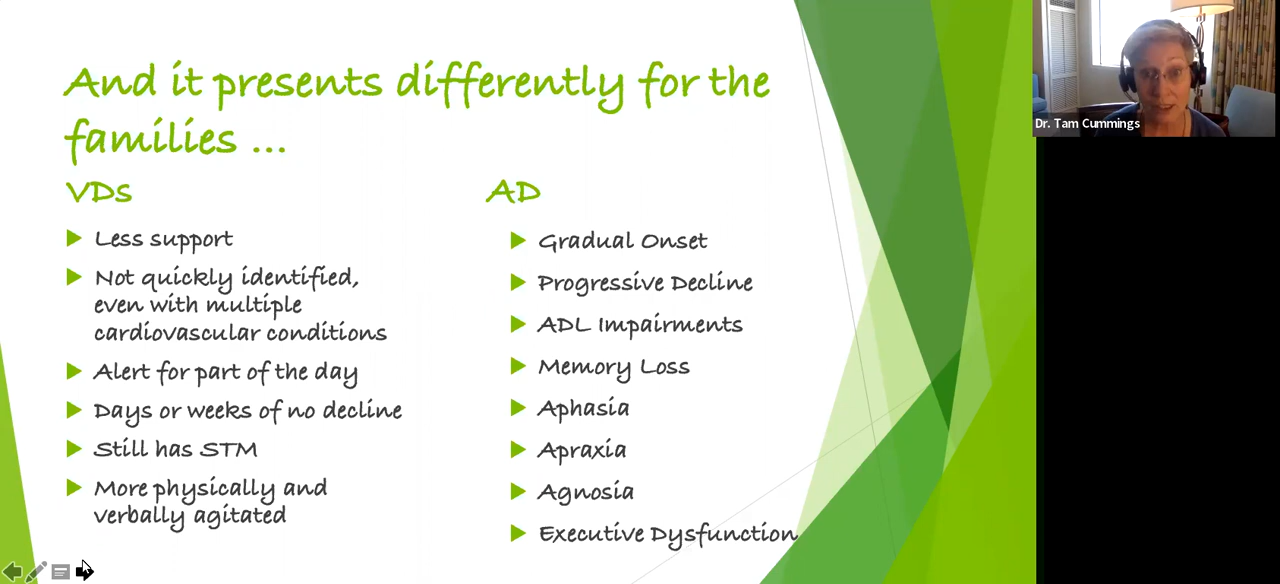 And it presents differently for the
families ...
VDs
Less support
Not quickly identified,
even with multiple
cardiovascular conditions
Alert for part of the day
Days or weeks of no decline
Still has STM
More physically and
verbally agitated
AD
Gradual Onset
Progressive Decline
ADL Impairments
Memory Loss
Aphasia
Apraxia
Agnosia
Executive Dysfunction
Dr. Tam Cummings